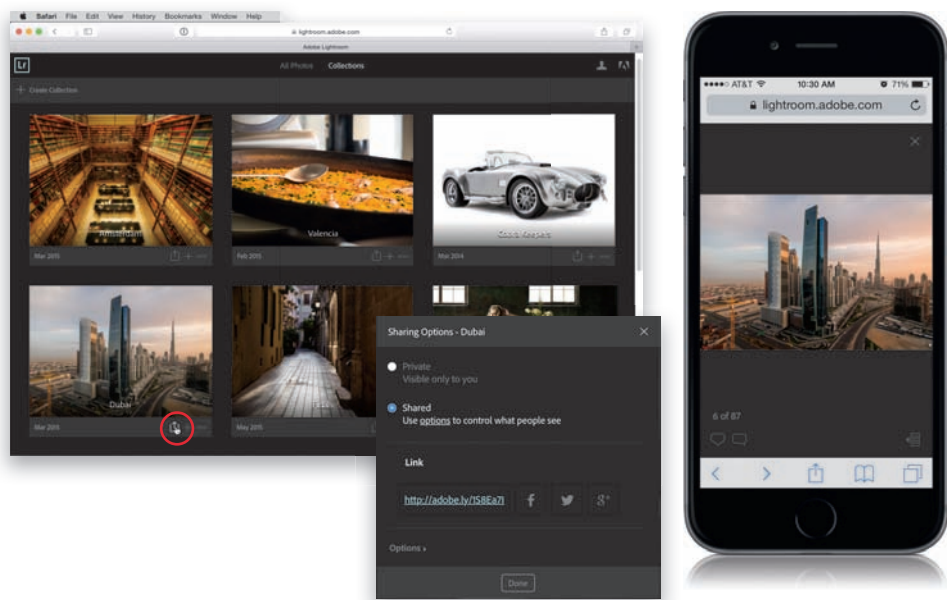 Safari File Edit View History Bookmarks Window Help
lightroom.adobe.com
Adobe Lightroom
Lr
All Photos Collections
+ Create Collection
Amsterdam
Valencia
Cobra Keepers
Mar 2015
Feb 2015
Mar 2014
Dubai
Mar 2015
May 2015
Sharing Options - Dubai
Private
Visible only to you
Shared
Use options to control what people see
Link
http://adobe.ly/1S8Ea7I
Options ›
Done
AT&T 10:30 AM 71%
lightroom.adobe.com
6 of 87